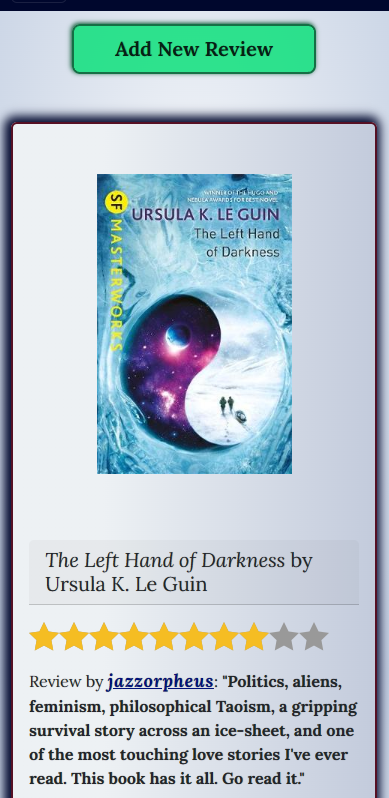 Add New Review
WINNER OF THE HUGO AND
NEBULA AWARDS FOR BEST NOVEL
URSULA K. LE GUIN
The Left Hand
of Darkness
SF MASTERWORKS
The Left Hand of Darkness by
Ursula K. Le Guin
Review by jazzorpheus: "Politics, aliens,
feminism, philosophical Taoism, a gripping
survival story across an ice-sheet, and one
of the most touching love stories I've ever
read. This book has it all. Go read it."